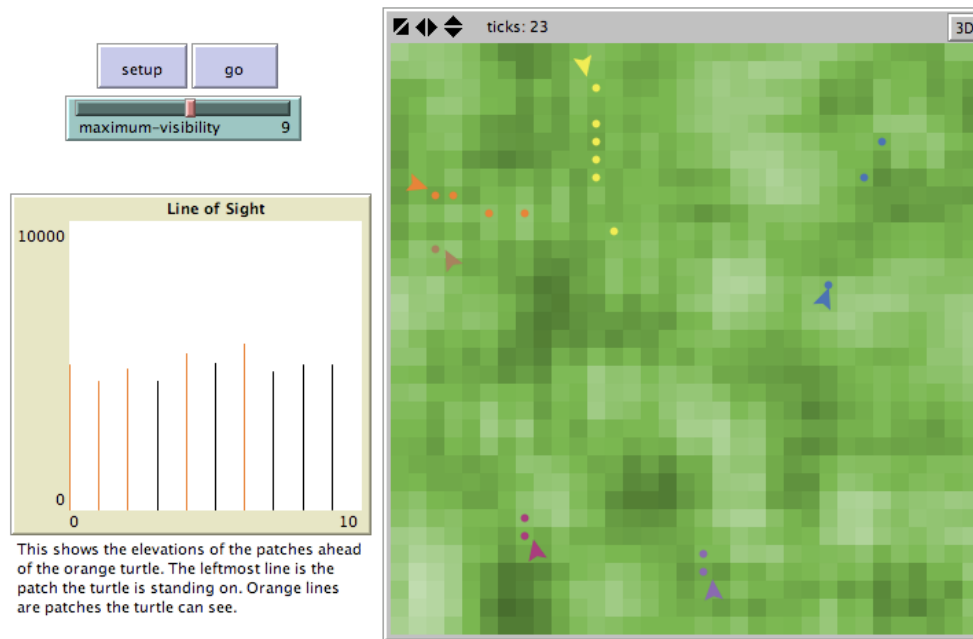 ticks: 23
3D
setup
go
maximum-visibility 9
Line of Sight
10000
0
0 10
This shows the elevations of the patches ahead
of the orange turtle. The leftmost line is the
patch the turtle is standing on. Orange lines
are patches the turtle can see.